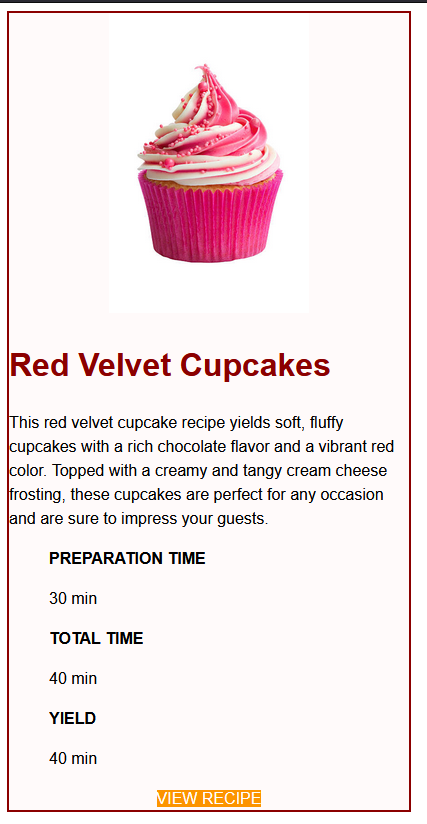 Red Velvet Cupcakes
This red velvet cupcake recipe yields soft, fluffy
cupcakes with a rich chocolate flavor and a vibrant red
color. Topped with a creamy and tangy cream cheese
frosting, these cupcakes are perfect for any occasion
and are sure to impress your guests.
PREPARATION TIME
30 min
TOTAL TIME
40 min
YIELD
40 min
VIEW RECIPE